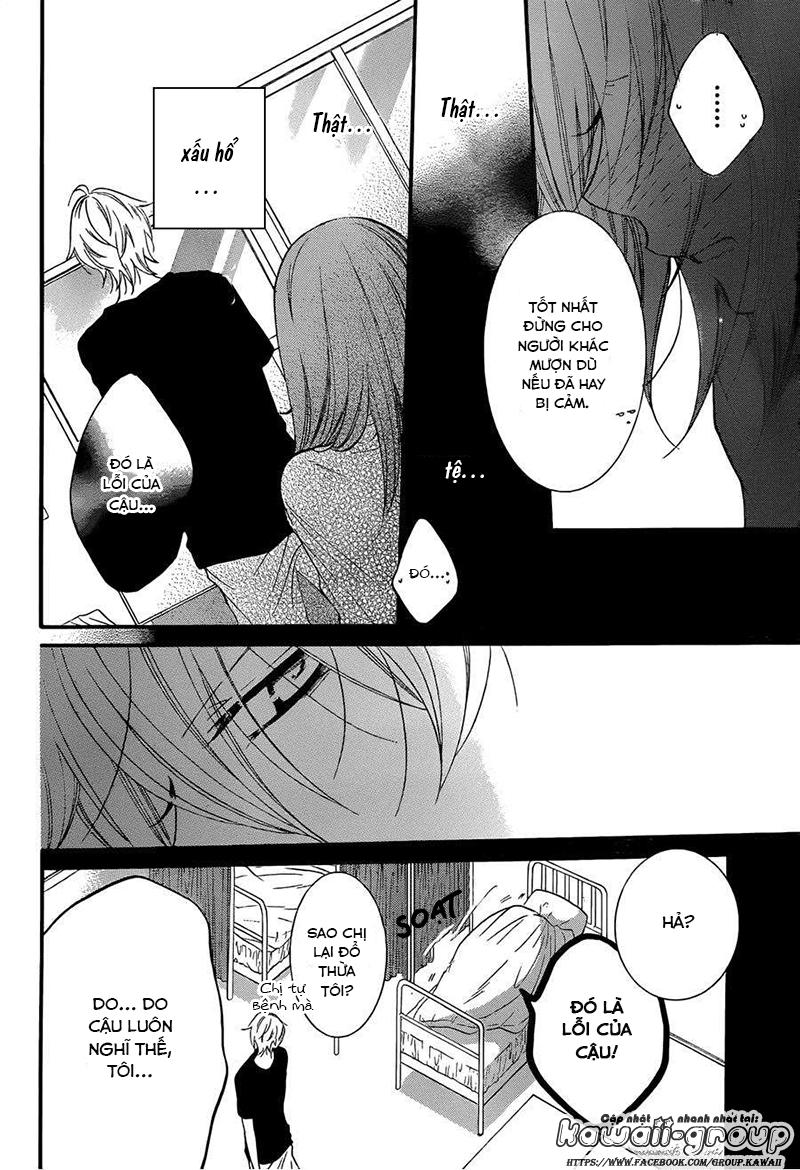 ......
TỐT NHẤT
ĐỪNG CHO
NGƯỜI KHÁC
MƯỢN DÙ
NẾU ĐÃ HAY
BỊ CẢM.
Thật...
tệ...
ĐÓ...
Thật...
xấu hổ
...
ĐÓ LÀ
LỖI CỦA
CẬU...
HẢ?
ĐÓ LÀ
LỖI CỦA
CẬU!
SOẠT
SAO CHỊ
LẠI ĐỔ
THỪA
TÔI?
Chị tự
bệnh mà
DO... DO
CẬU LUÔN
NGHĨ THẾ,
TÔI...
Cập nhật nhanh nhất tại:
Kawaii-group
HTTPS://WWW.FACEBOOK.COM/GROUP.KAWAII